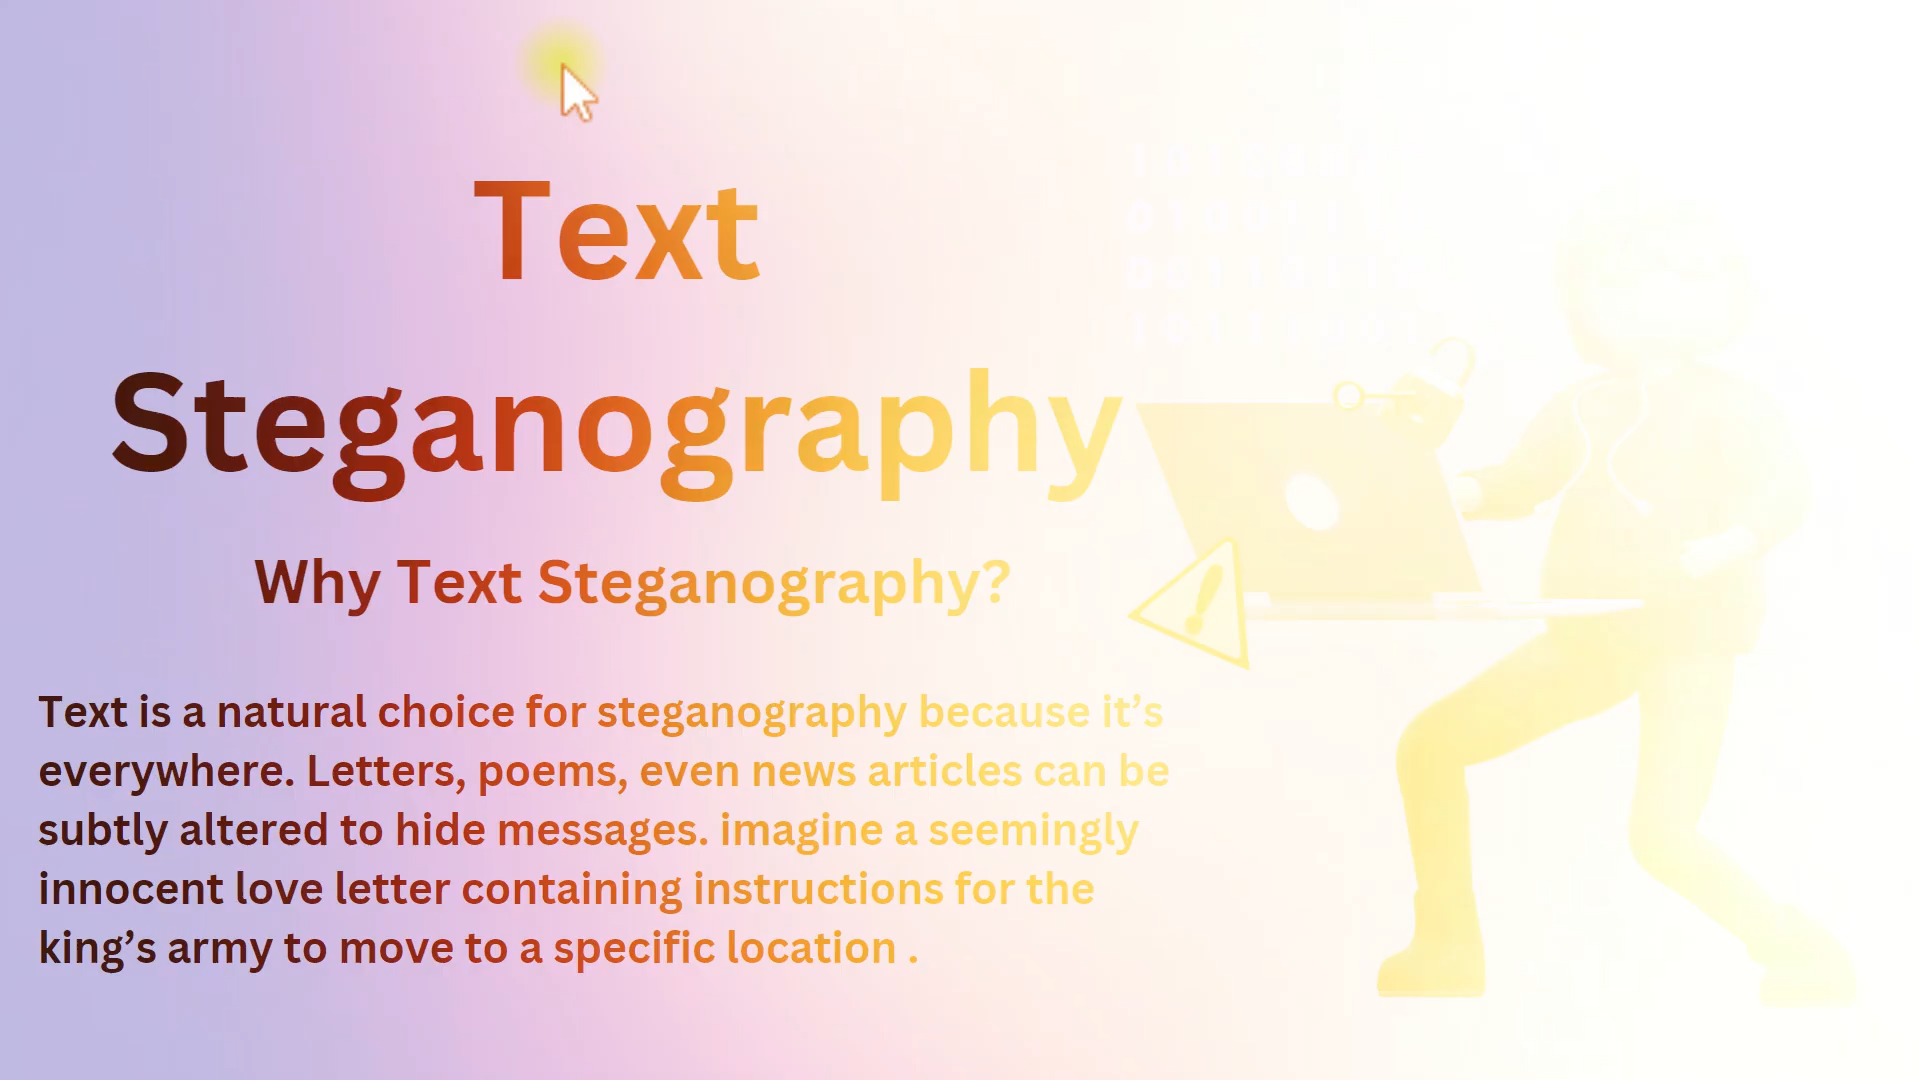 Text
Steganography
Why Text Steganography?
Text is a natural choice for steganography because it’s
everywhere. Letters, poems, even news articles can be
subtly altered to hide messages. imagine a seemingly
innocent love letter containing instructions for the
king’s army to move to a specific location .